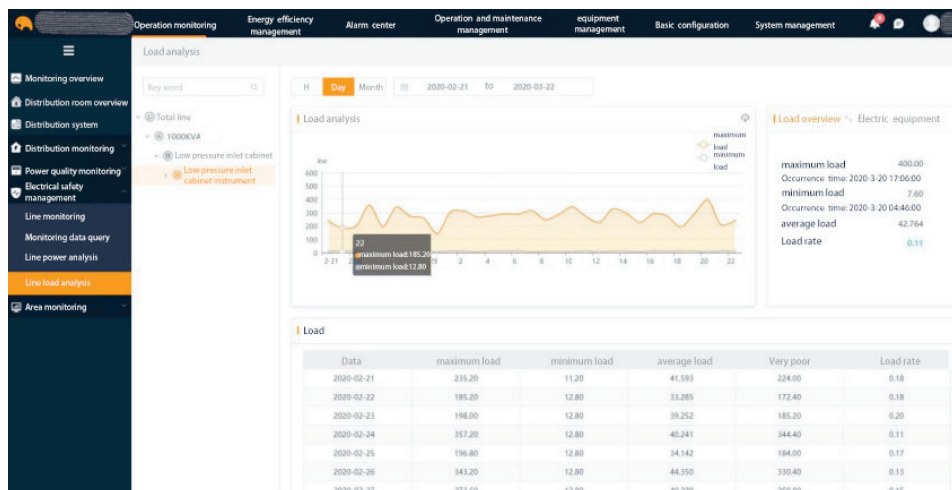 Operation monitoring
Energy efficiency
management
Alarm center
Operation and maintenance
management
equipment
management
Basic configuration
System management
Load analysis
Monitoring overview
Distribution room overview
Distribution system
Distribution monitoring
Power quality monitoring
Electrical safety
management
Line monitoring
Monitoring data query
Line power analysis
Line load analysis
Area monitoring
Key word
Total line
1000KVA
Low pressure inlet cabinet
Low pressure inlet
cabinet instrument
H Day Month 2020-02-21 to 2020-03-22
Load analysis
maximum
load
minimum
load
kw
600
500
400
300
200
100
0
2-21 2 4 6 8 10 12 14 16 18 20 22
22
maximum load:185.20
minimum load:12.80
Load overview Electric equipment
maximum load 400.00
Occurrence time: 2020-3-20 17:06:00
minimum load 7.60
Occurrence time: 2020-3-20 04:46:00
average load 42.764
Load rate 0.11
Load
Data maximum load minimum load average load Very poor Load rate
2020-02-21 235.20 11.20 41.593 224.00 0.18
2020-02-22 185.20 12.80 33.285 172.40 0.18
2020-02-23 198.00 12.80 39.252 185.20 0.20
2020-02-24 357.20 12.80 40.241 344.40 0.11
2020-02-25 196.80 12.80 34.142 184.00 0.17
2020-02-26 343.20 12.80 44.350 330.40 0.13